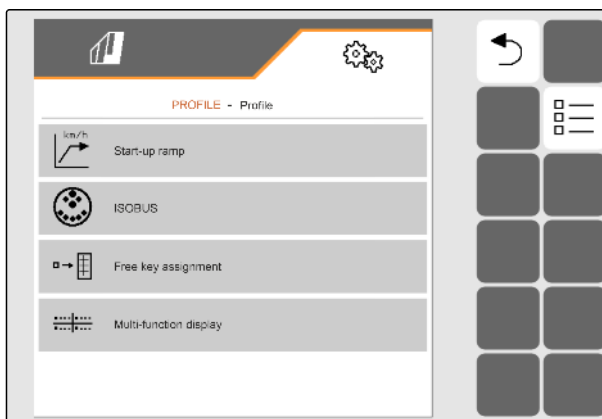 PROFILE - Profile
km/h
Start-up ramp
ISOBUS
Free key assignment
Multi-function display